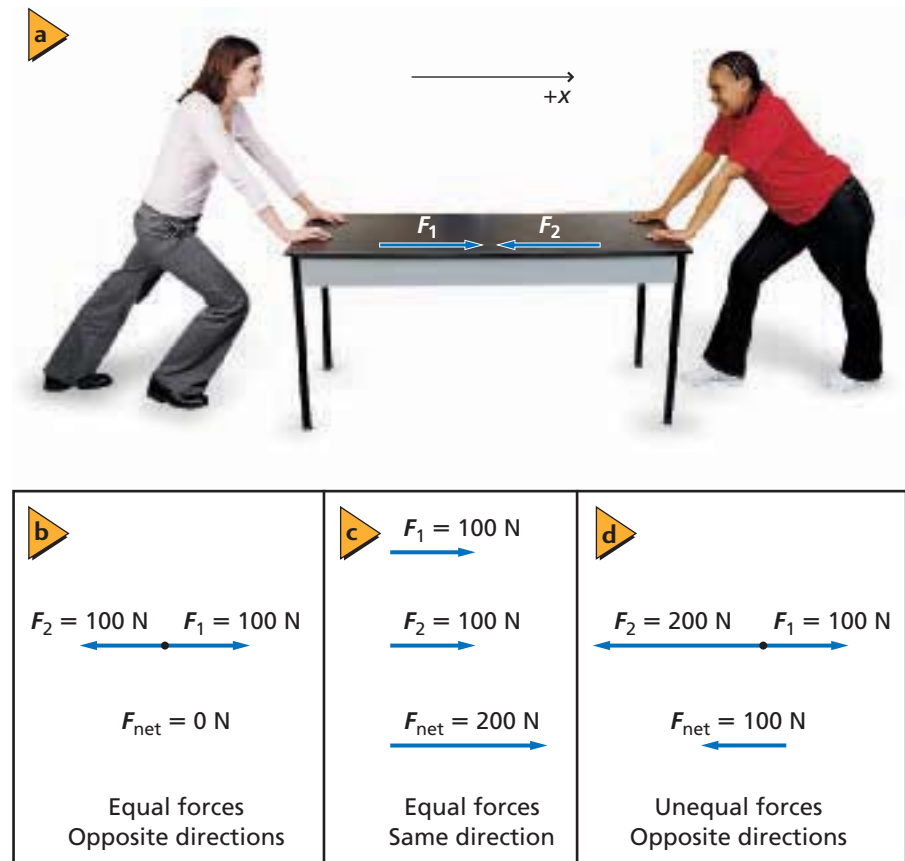 a
+x
F₁
F₂
b
F₂ = 100 N
F₁ = 100 N
Fnet = 0 N
Equal forces
Opposite directions
c
F₁ = 100 N
F₂ = 100 N
Fnet = 200 N
Equal forces
Same direction
d
F₂ = 200 N
F₁ = 100 N
Fnet = 100 N
Unequal forces
Opposite directions